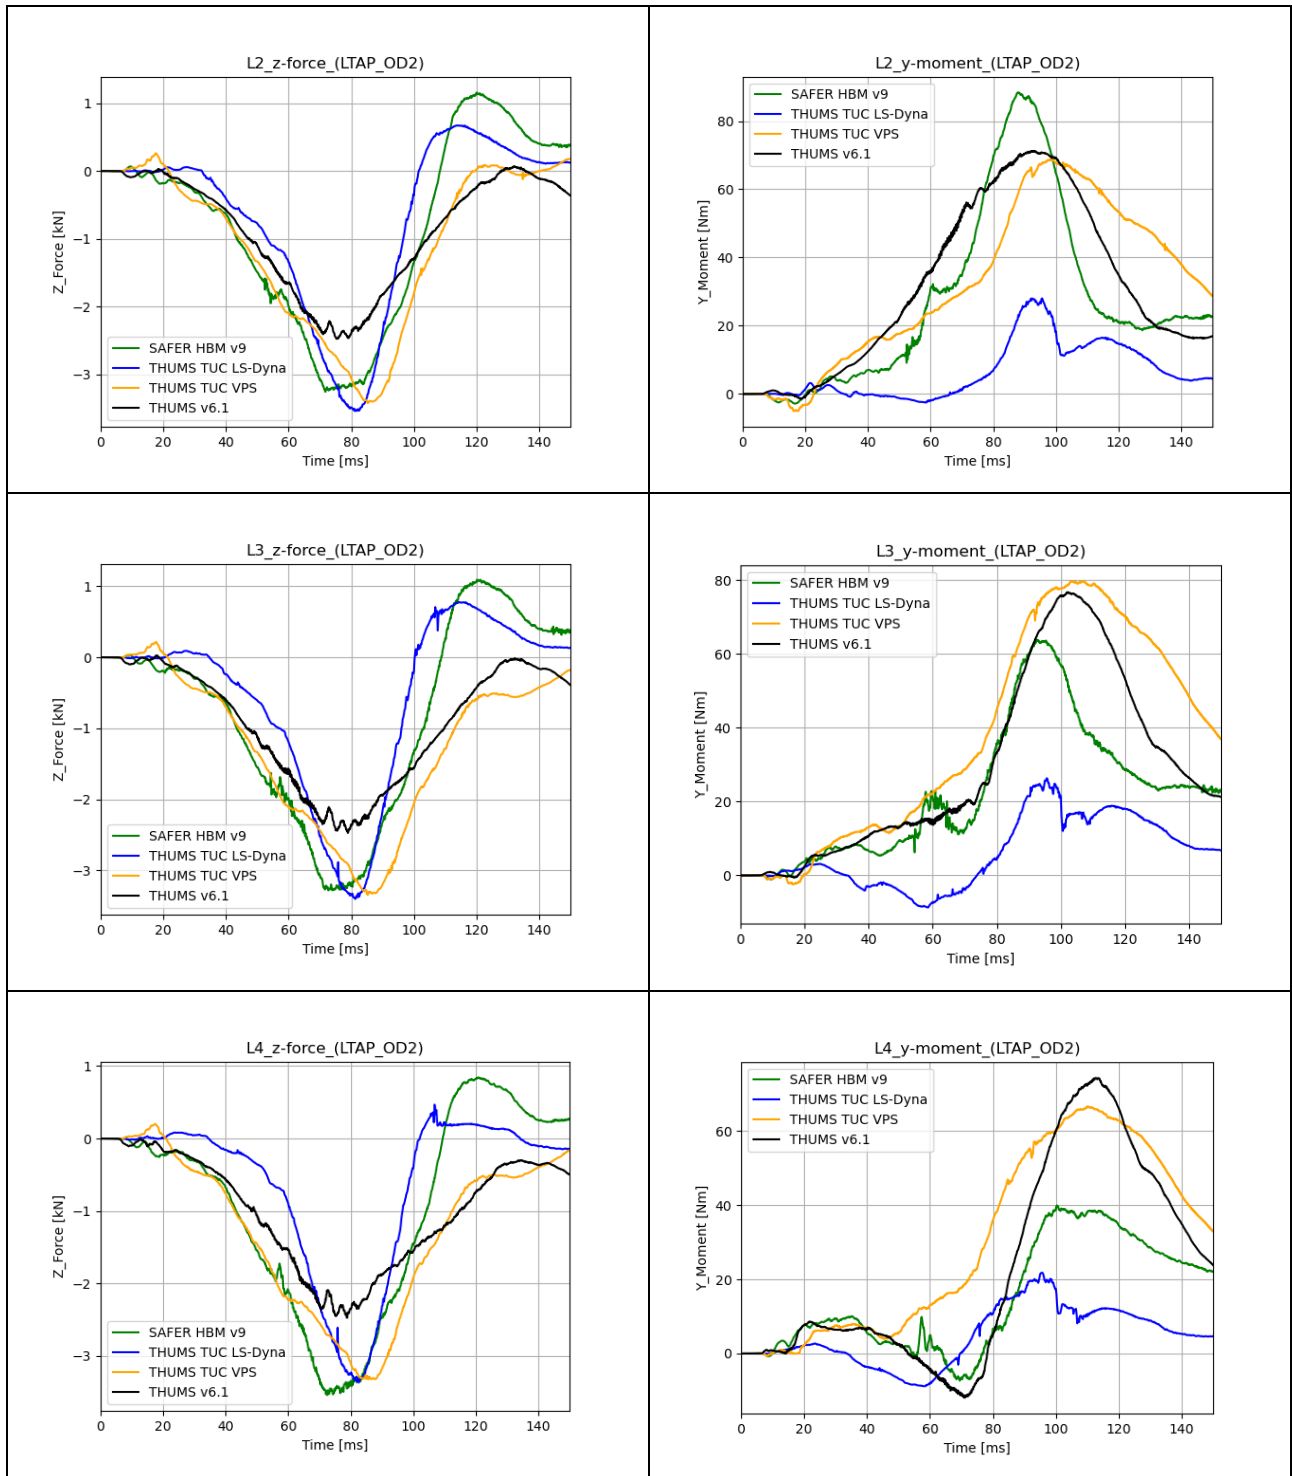 L2_z-force_(LTAP_OD2)
Z_Force [kN]
1
0
−1
−2
−3
SAFER HBM v9
THUMS TUC LS-Dyna
THUMS TUC VPS
THUMS v6.1
0 20 40 60 80 100 120 140
Time [ms]
L2_y-moment_(LTAP_OD2)
Y_Moment [Nm]
SAFER HBM v9
THUMS TUC LS-Dyna
THUMS TUC VPS
THUMS v6.1
80
60
40
20
0
0 20 40 60 80 100 120 140
Time [ms]
L3_z-force_(LTAP_OD2)
Z_Force [kN]
1
0
−1
−2
−3
SAFER HBM v9
THUMS TUC LS-Dyna
THUMS TUC VPS
THUMS v6.1
0 20 40 60 80 100 120 140
Time [ms]
L3_y-moment_(LTAP_OD2)
Y_Moment [Nm]
SAFER HBM v9
THUMS TUC LS-Dyna
THUMS TUC VPS
THUMS v6.1
80
60
40
20
0
0 20 40 60 80 100 120 140
Time [ms]
L4_z-force_(LTAP_OD2)
Z_Force [kN]
1
0
−1
−2
−3
SAFER HBM v9
THUMS TUC LS-Dyna
THUMS TUC VPS
THUMS v6.1
0 20 40 60 80 100 120 140
Time [ms]
L4_y-moment_(LTAP_OD2)
Y_Moment [Nm]
SAFER HBM v9
THUMS TUC LS-Dyna
THUMS TUC VPS
THUMS v6.1
60
40
20
0
0 20 40 60 80 100 120 140
Time [ms]